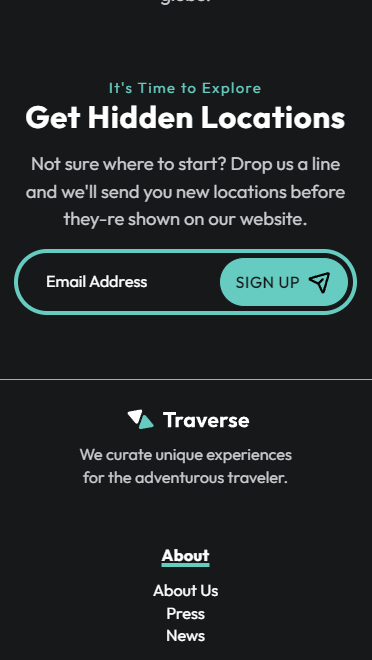 It's Time to Explore
Get Hidden Locations
Not sure where to start? Drop us a line
and we'll send you new locations before
they-re shown on our website.
Email Address
SIGN UP
Traverse
We curate unique experiences
for the adventurous traveler.
About
About Us
Press
News